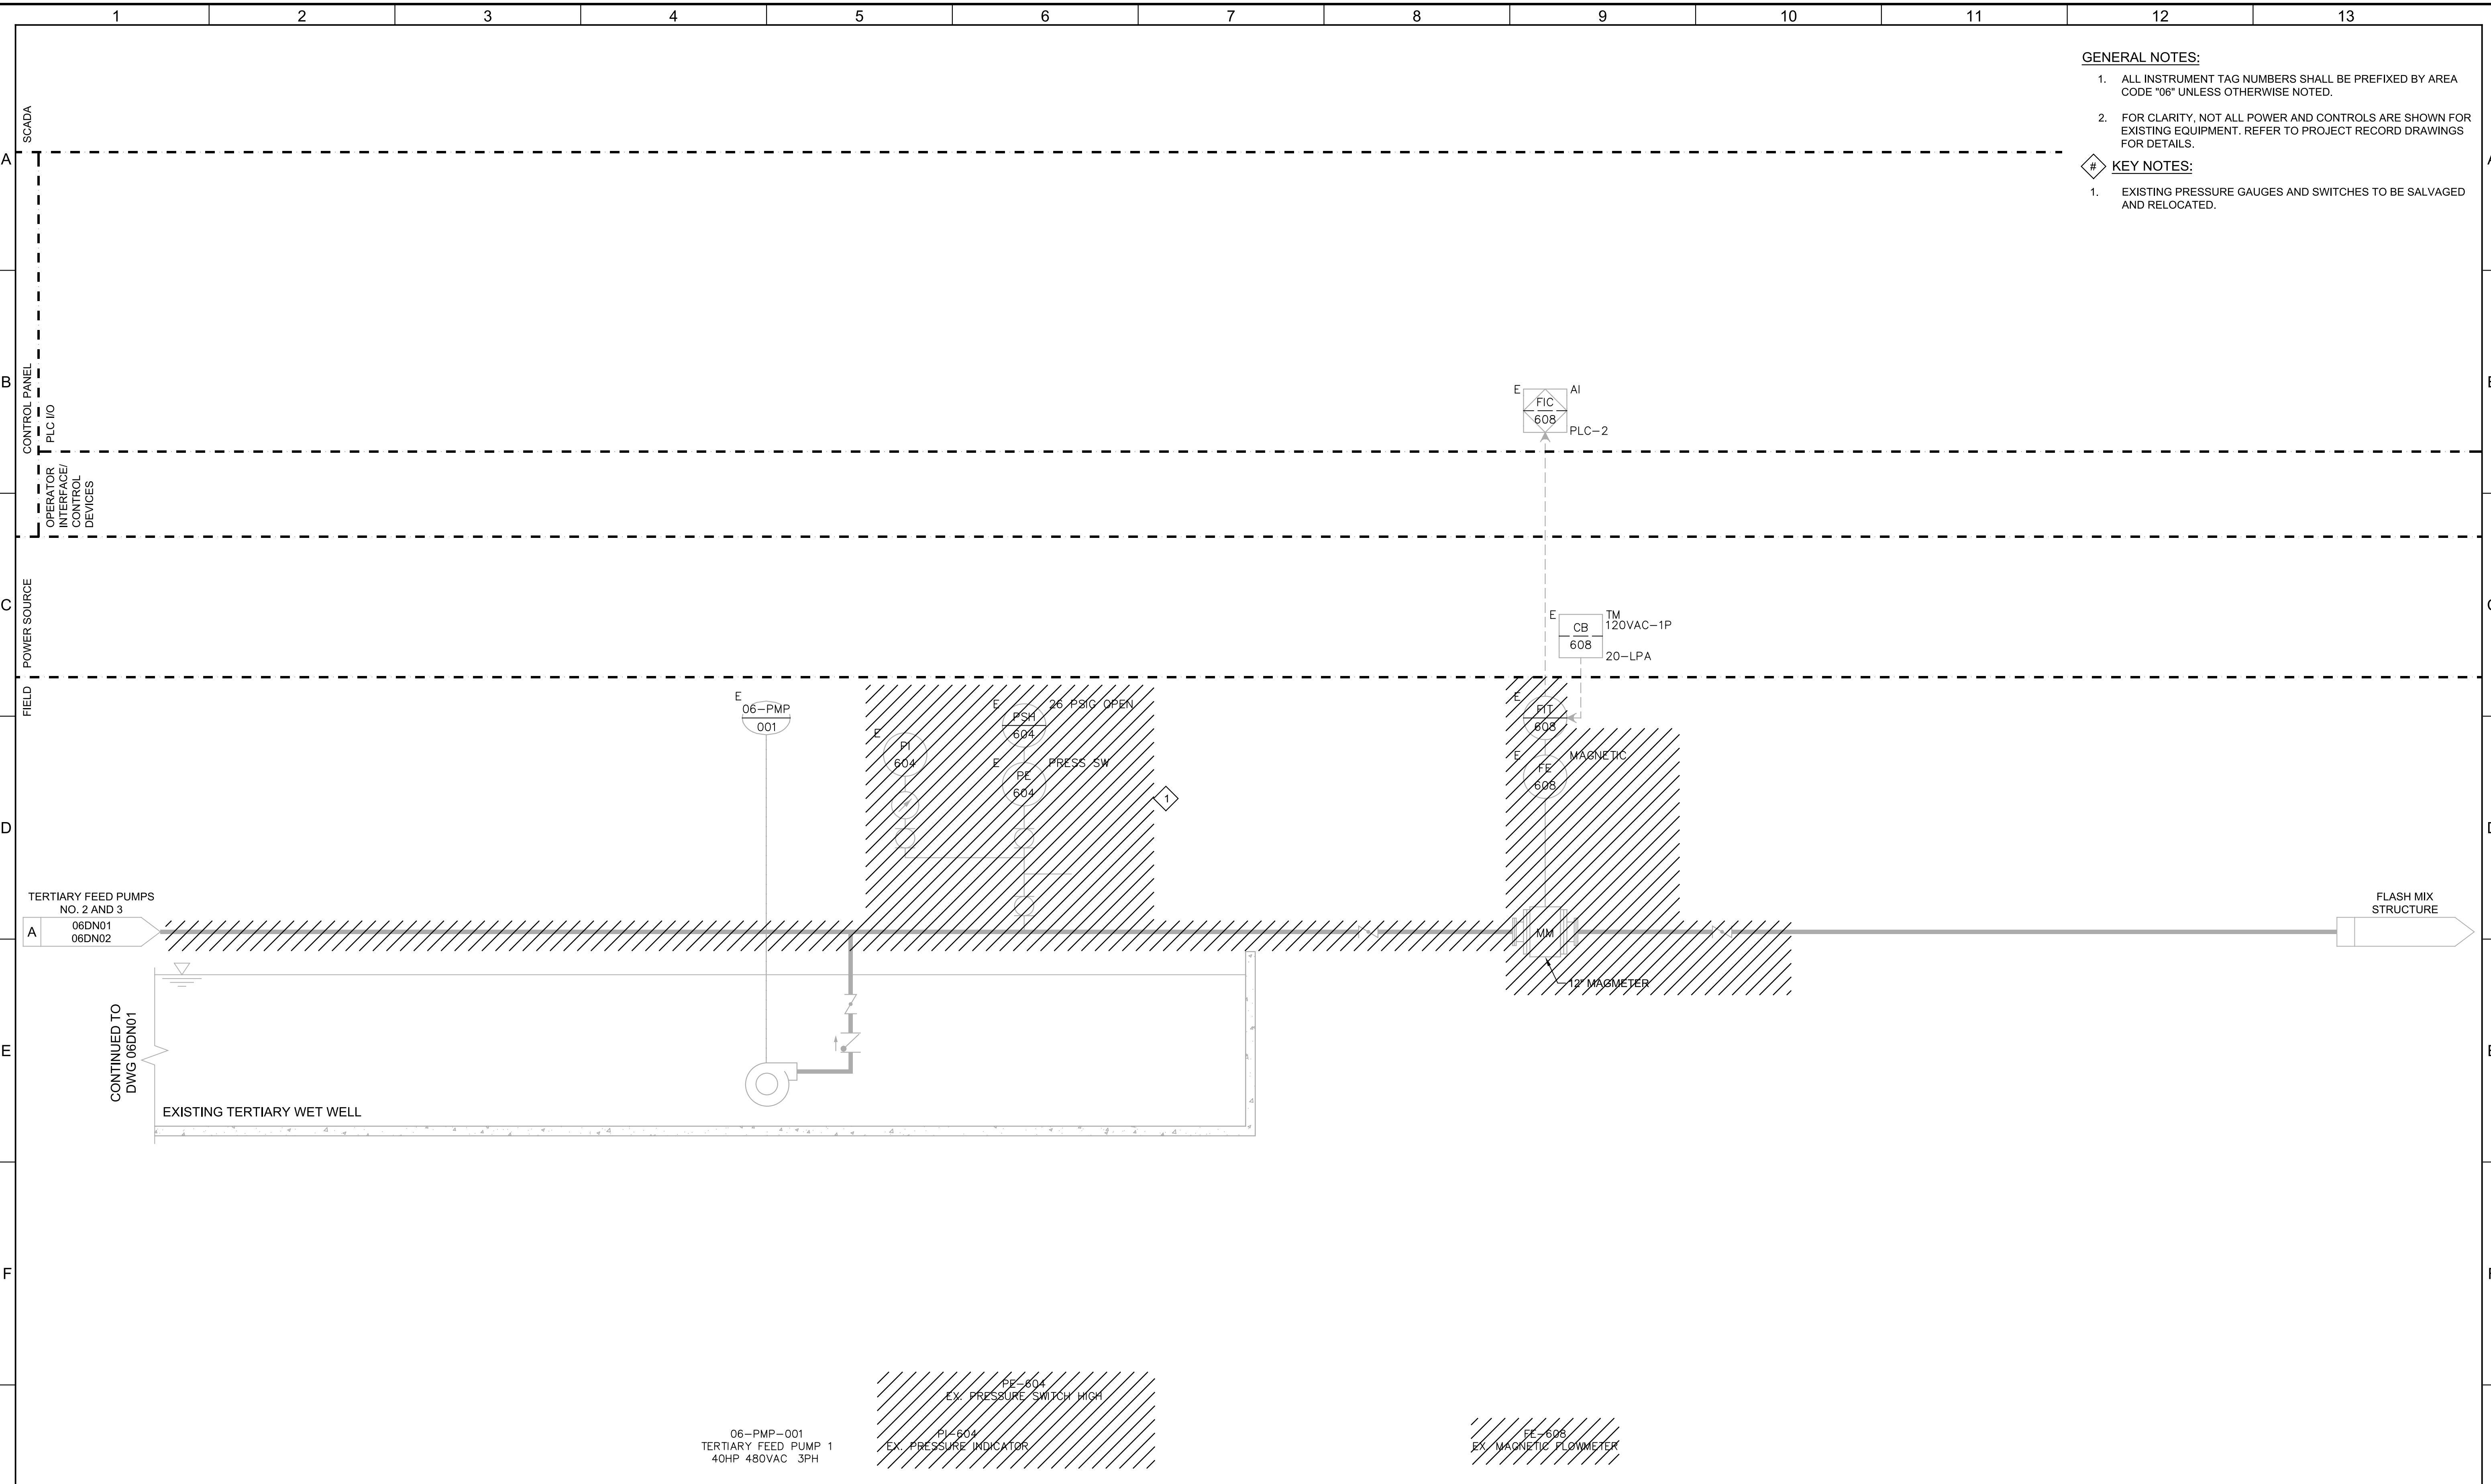 1 2 3 4 5 6 7 8 9 10 11 12 13
GENERAL NOTES:
1. ALL INSTRUMENT TAG NUMBERS SHALL BE PREFIXED BY AREA
CODE "06" UNLESS OTHERWISE NOTED.
2. FOR CLARITY, NOT ALL POWER AND CONTROLS ARE SHOWN FOR
EXISTING EQUIPMENT. REFER TO PROJECT RECORD DRAWINGS
FOR DETAILS.
# KEY NOTES:
1. EXISTING PRESSURE GAUGES AND SWITCHES TO BE SALVAGED
AND RELOCATED.
SCADA
A
B
CONTROL PANEL
PLC I/O
E AI
FIC
608
PLC-2
OPERATOR
INTERFACE/
CONTROL
DEVICES
C
POWER SOURCE
E TM
CB 120VAC-1P
608
20-LPA
FIELD
E
06-PMP
001
E
PI
604
E 26 PSIG OPEN
PSH
604
E PRESS SW
PE
604
1
E
FIT
608
E MAGNETIC
FE
608
D
TERTIARY FEED PUMPS
NO. 2 AND 3
A 06DN01
06DN02
MM
12" MAGMETER
FLASH MIX
STRUCTURE
CONTINUED TO
DWG 06DN01
E
EXISTING TERTIARY WET WELL
F
PE-604
EX. PRESSURE SWITCH HIGH
06-PMP-001
TERTIARY FEED PUMP 1
40HP 480VAC 3PH
PI-604
EX. PRESSURE INDICATOR
FE-608
EX. MAGNETIC FLOWMETER